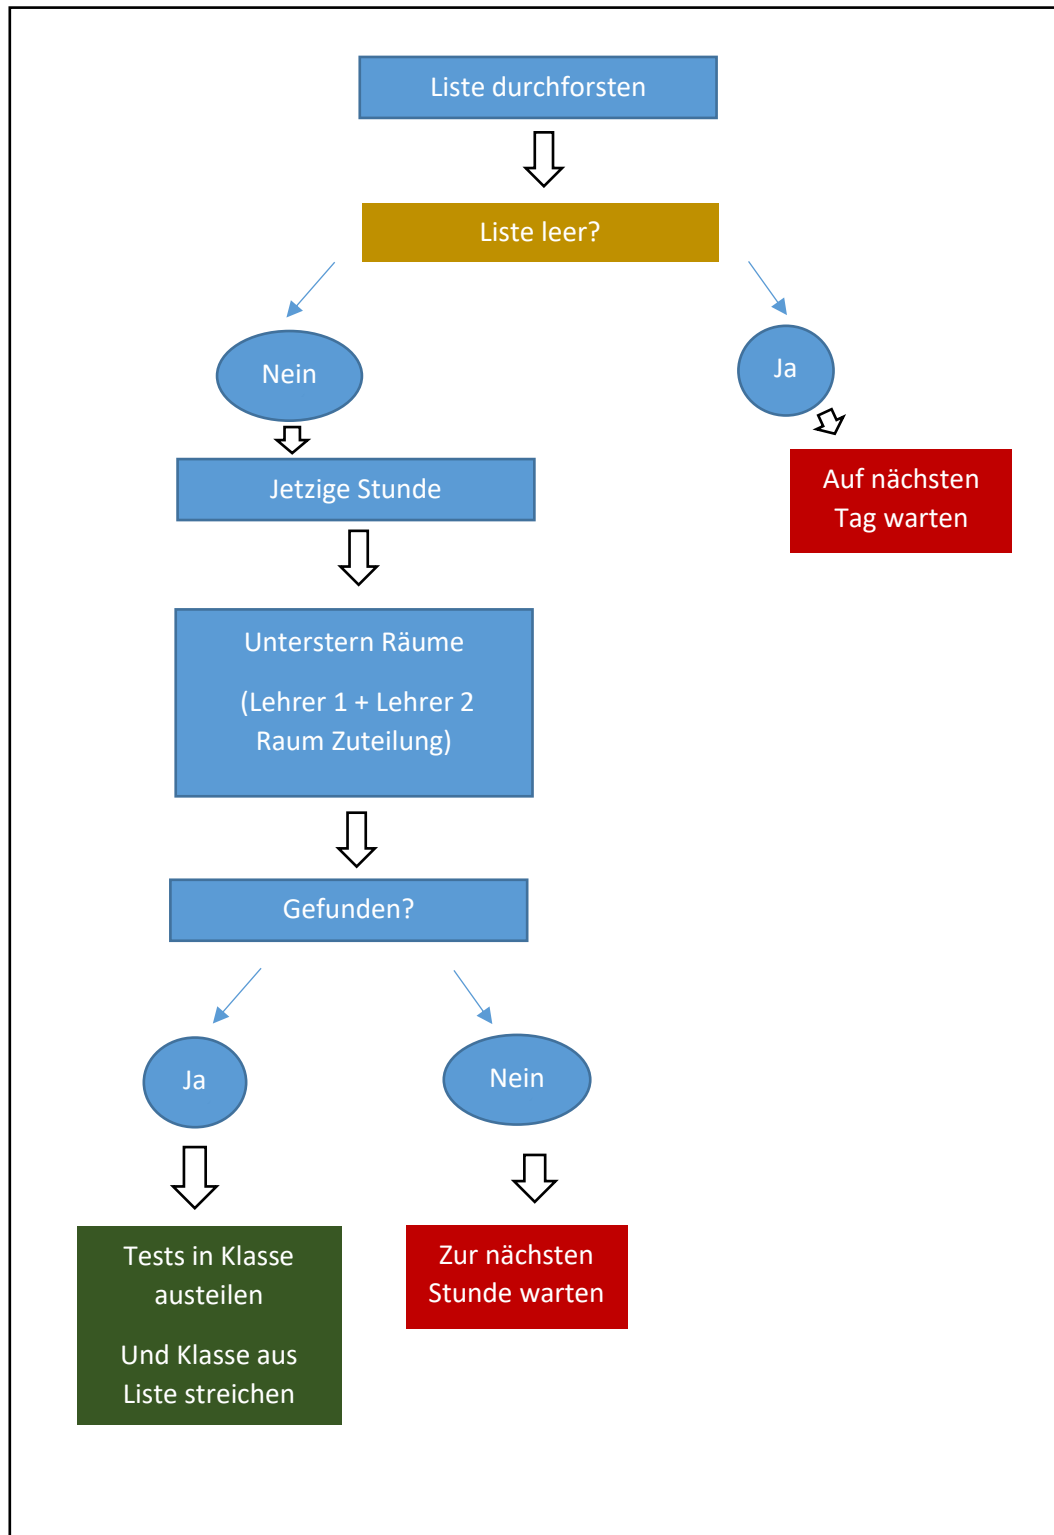 Liste durchforsten
Liste leer?
Nein
Ja
Jetzige Stunde
Auf nächsten
Tag warten
Unterstern Räume
(Lehrer 1 + Lehrer 2
Raum Zuteilung)
Gefunden?
Ja
Nein
Tests in Klasse
austeilen
Und Klasse aus
Liste streichen
Zur nächsten
Stunde warten